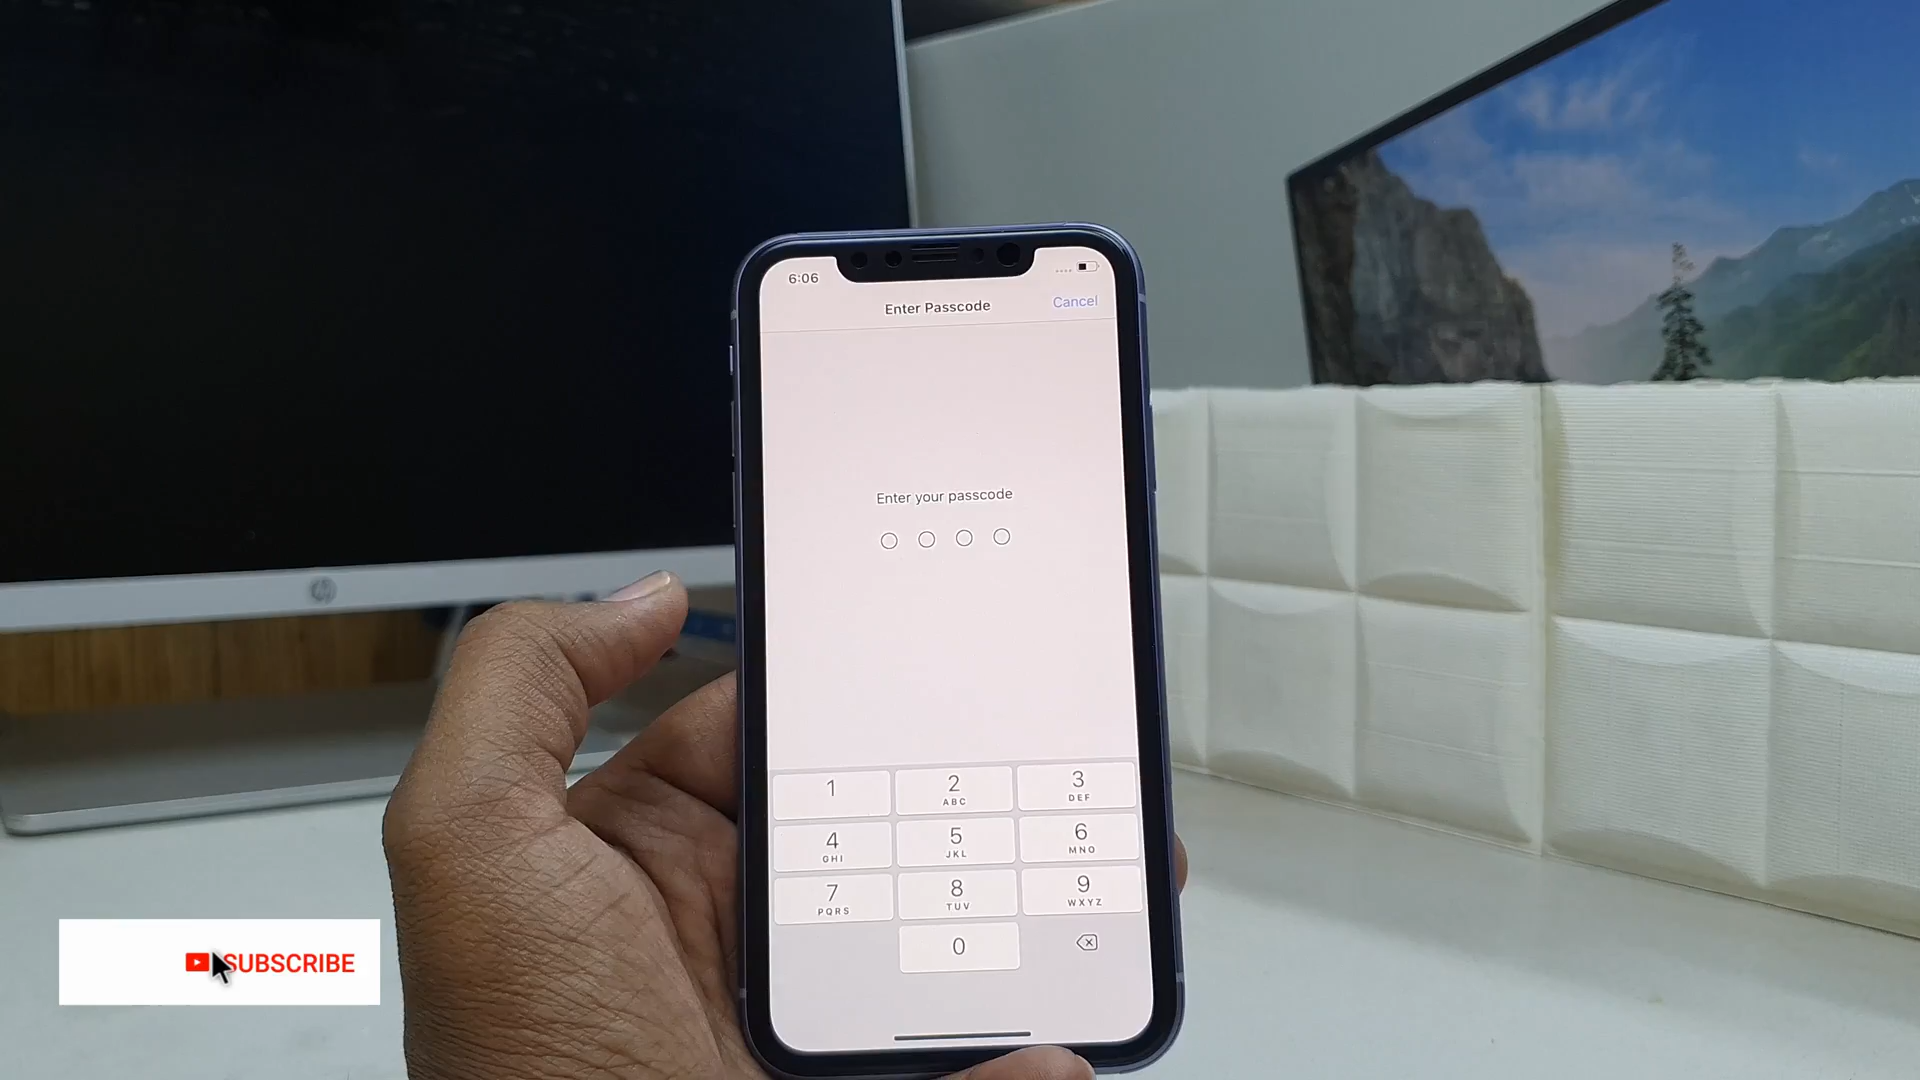 6:06
Enter Passcode
Cancel
Enter your passcode
1
2
ABC
3
DEF
4
GHI
5
JKL
6
MNO
7
PQRS
8
TUV
9
WXYZ
0
hp
SUBSCRIBE